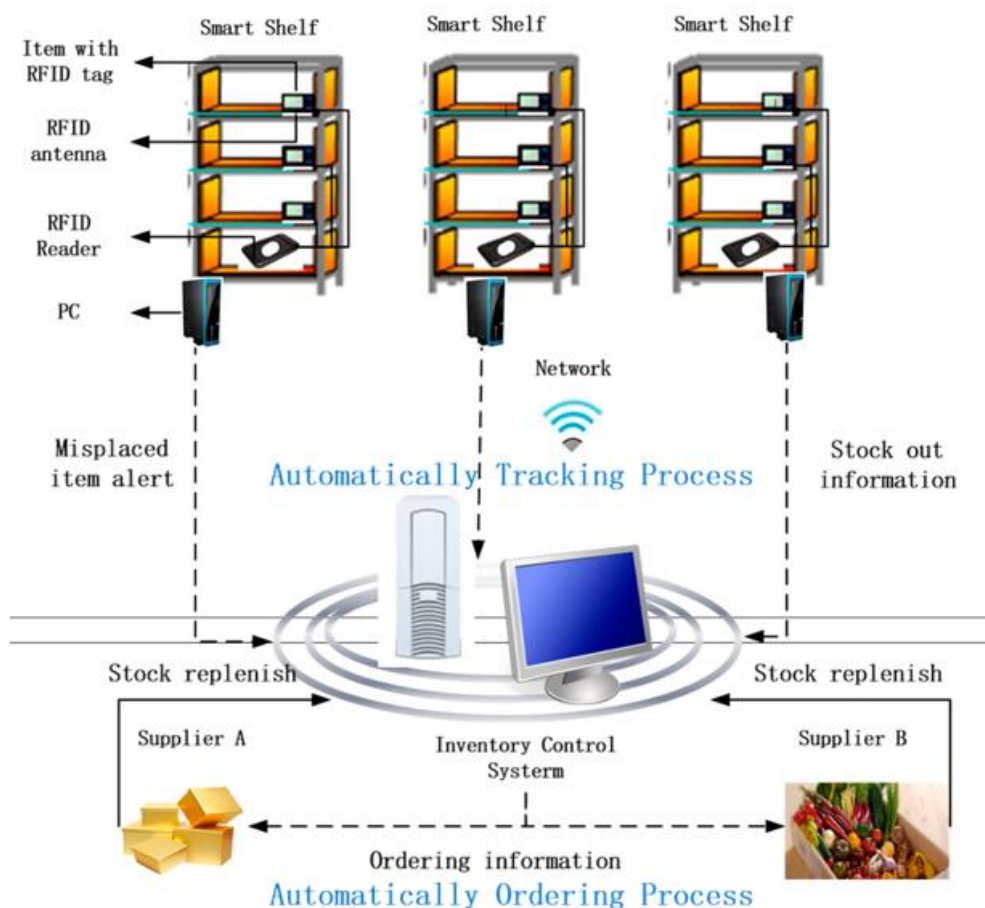 Smart Shelf
Smart Shelf
Smart Shelf
Item with
RFID tag
RFID
antenna
RFID
Reader
PC
Network
Misplaced
item alert
Stock out
information
Automatically Tracking Process
Stock replenish
Stock replenish
Supplier A
Inventory Control
Systerm
Supplier B
Ordering information
Automatically Ordering Process